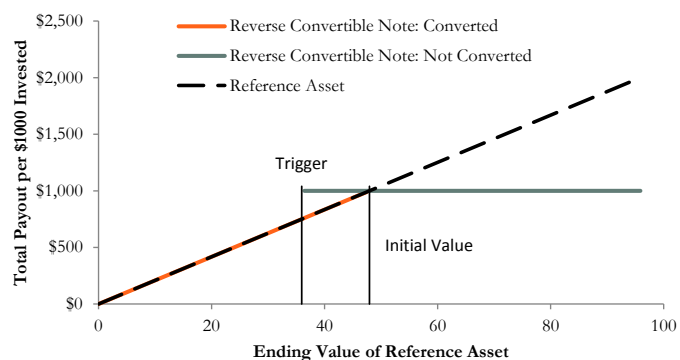 Total Payout per $1000 Invested
$2,500
$2,000
$1,500
$1,000
$500
$0
Reverse Convertible Note: Converted
Reverse Convertible Note: Not Converted
Reference Asset
Trigger
Initial Value
0 20 40 60 80 100
Ending Value of Reference Asset